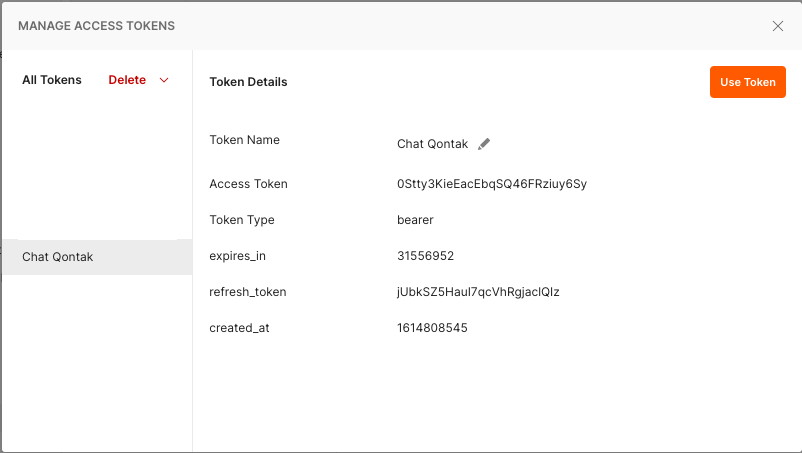 MANAGE ACCESS TOKENS
All Tokens Delete
Token Details
Use Token
Token Name Chat Qontak
Access Token 0Stty3KieEacEbqSQ46FRziuy6Sy
Token Type bearer
Chat Qontak
expires_in 31556952
refresh_token jUbkSZ5Haul7qcVhRgjaclQlz
created_at 1614808545